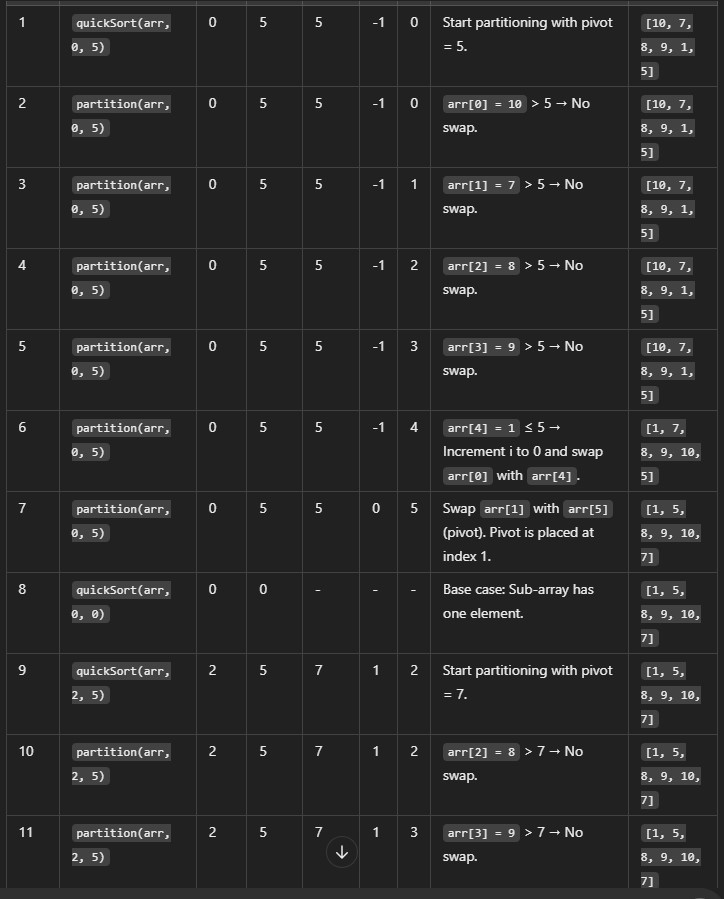 1 quickSort(arr, 0 5 5 -1 0 Start partitioning with pivot [10, 7,
0, 5) = 5. 8, 9, 1,
5]
2 partition(arr, 0 5 5 -1 0 arr[0] = 10 > 5 → No [10, 7,
0, 5) swap. 8, 9, 1,
5]
3 partition(arr, 0 5 5 -1 1 arr[1] = 7 > 5 → No [10, 7,
0, 5) swap. 8, 9, 1,
5]
4 partition(arr, 0 5 5 -1 2 arr[2] = 8 > 5 → No [10, 7,
0, 5) swap. 8, 9, 1,
5]
5 partition(arr, 0 5 5 -1 3 arr[3] = 9 > 5 → No [10, 7,
0, 5) swap. 8, 9, 1,
5]
6 partition(arr, 0 5 5 -1 4 arr[4] = 1 ≤ 5 → [1, 7,
0, 5) Increment i to 0 and swap 8, 9, 10,
arr[0] with arr[4]. 5]
7 partition(arr, 0 5 5 0 5 Swap arr[1] with arr[5] [1, 5,
0, 5) (pivot). Pivot is placed at 8, 9, 10,
index 1. 7]
8 quickSort(arr, 0 0 - - - Base case: Sub-array has [1, 5,
0, 0) one element. 8, 9, 10,
7]
9 quickSort(arr, 2 5 7 1 2 Start partitioning with pivot [1, 5,
2, 5) = 7. 8, 9, 10,
7]
10 partition(arr, 2 5 7 1 2 arr[2] = 8 > 7 → No [1, 5,
2, 5) swap. 8, 9, 10,
7]
11 partition(arr, 2 5 7 1 3 arr[3] = 9 > 7 → No [1, 5,
2, 5) swap. 8, 9, 10,
7]